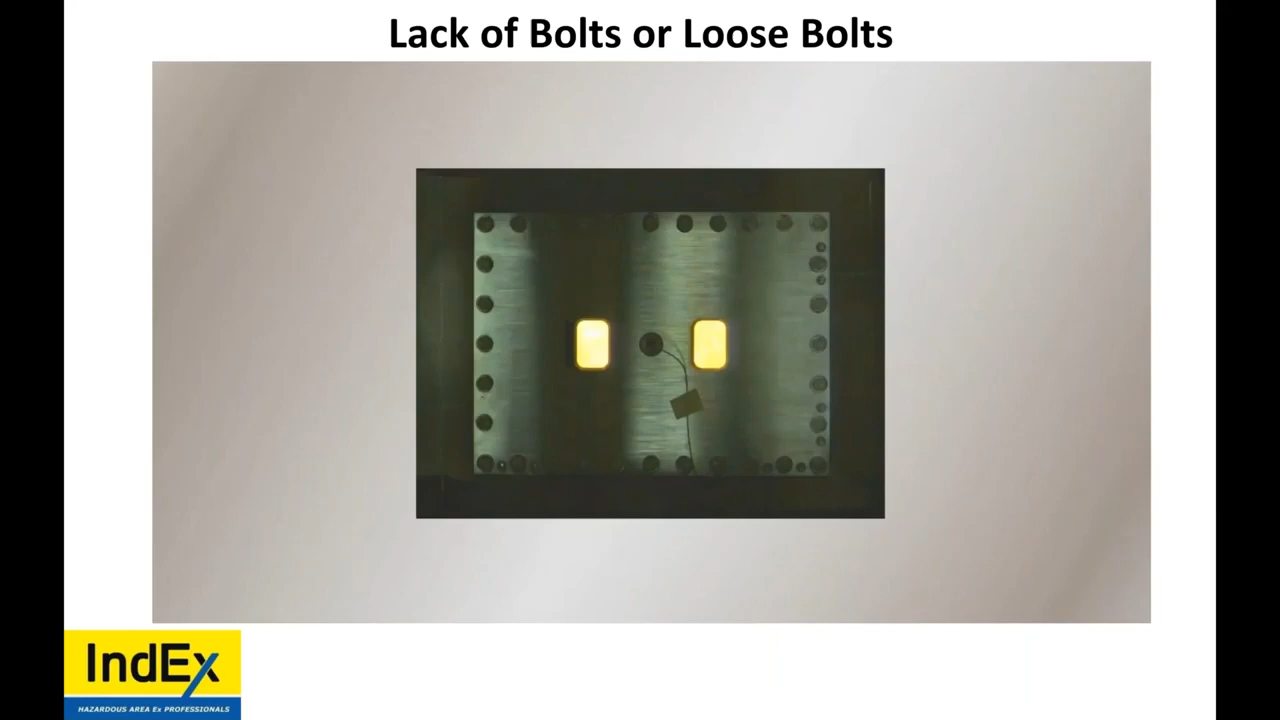 Lack of Bolts or Loose Bolts
IndEx
HAZARDOUS AREA Ex PROFESSIONALS